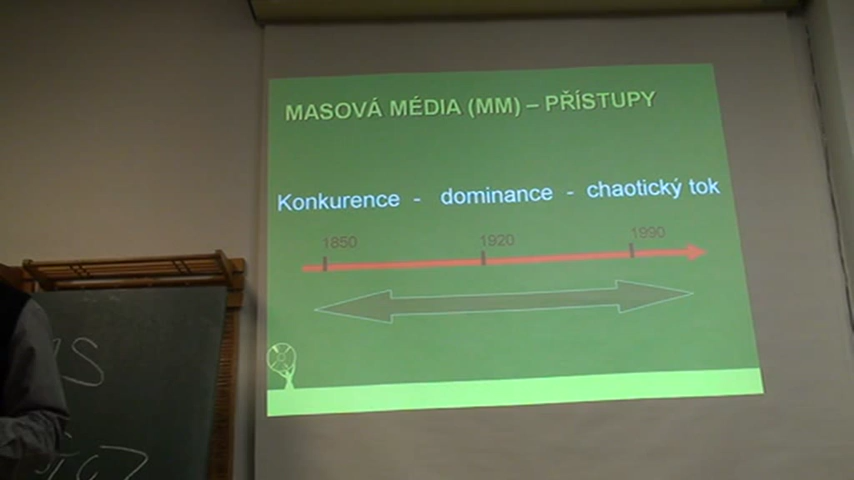 MASOVÁ MÉDIA (MM) – PŘÍSTUPY
Konkurence - dominance - chaotický tok
1850 1920 1990